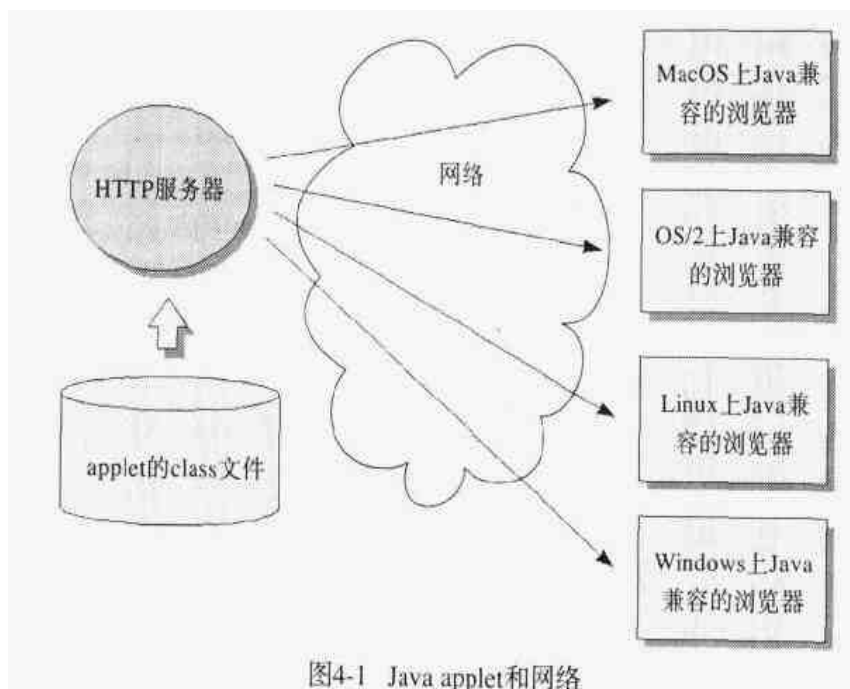 MacOS上Java兼
容的浏览器
HTTP服务器
网络
OS/2上Java兼容
的浏览器
applet的class文件
Linux上Java兼
容的浏览器
Windows上Java
兼容的浏览器
图4-1 Java applet和网络